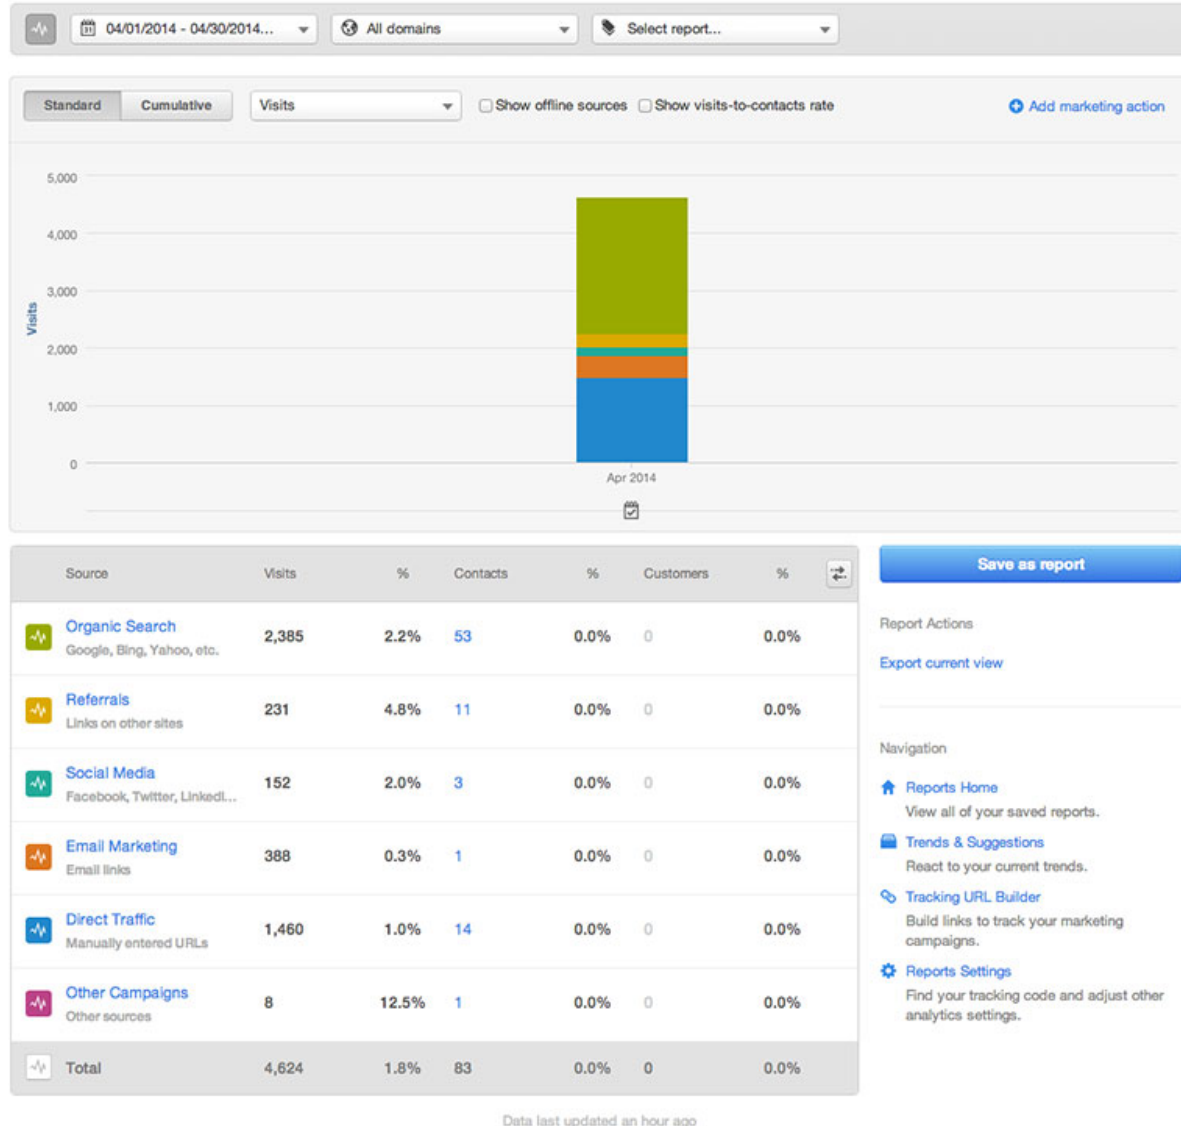 04/01/2014 - 04/30/2014... All domains Select report...
Standard Cumulative Visits Show offline sources Show visits-to-contacts rate Add marketing action
5,000
4,000
3,000
2,000
1,000
0
Visits
Apr 2014
Source Visits % Contacts % Customers %
Organic Search
Google, Bing, Yahoo, etc.
2,385 2.2% 53 0.0% 0 0.0%
Referrals
Links on other sites
231 4.8% 11 0.0% 0 0.0%
Social Media
Facebook, Twitter, LinkedI...
152 2.0% 3 0.0% 0 0.0%
Email Marketing
Email links
388 0.3% 1 0.0% 0 0.0%
Direct Traffic
Manually entered URLs
1,460 1.0% 14 0.0% 0 0.0%
Other Campaigns
Other sources
8 12.5% 1 0.0% 0 0.0%
Total 4,624 1.8% 83 0.0% 0 0.0%
Save as report
Report Actions
Export current view
Navigation
Reports Home
View all of your saved reports.
Trends & Suggestions
React to your current trends.
Tracking URL Builder
Build links to track your marketing
campaigns.
Reports Settings
Find your tracking code and adjust other
analytics settings.
Data last updated an hour ago